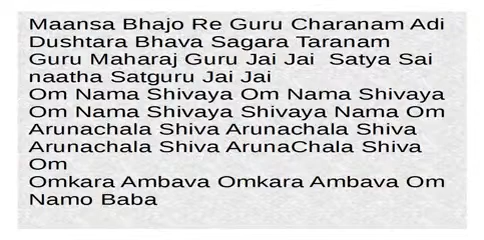 Maansa Bhajo Re Guru Charanam Adi
Dushtara Bhava Sagara Taranam
Guru Maharaj Guru Jai Jai  Satya Sai
naatha Satguru Jai Jai
Om Nama Shivaya Om Nama Shivaya
Om Nama Shivaya Shivaya Nama Om
Arunachala Shiva Arunachala Shiva
Arunachala Shiva ArunaChala Shiva
Om
Omkara Ambava Omkara Ambava Om
Namo Baba